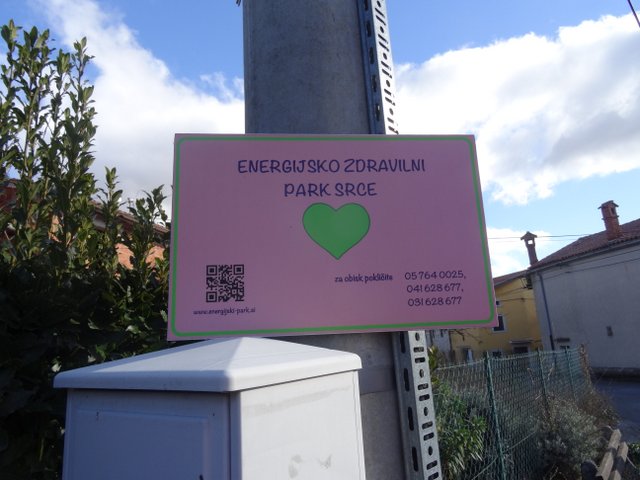 ENERGIJSKO ZDRAVILNI
PARK SRCE
za obisk pokličite
05 764 0025,
041 628 677,
031 628 677
www.energijski-park.si